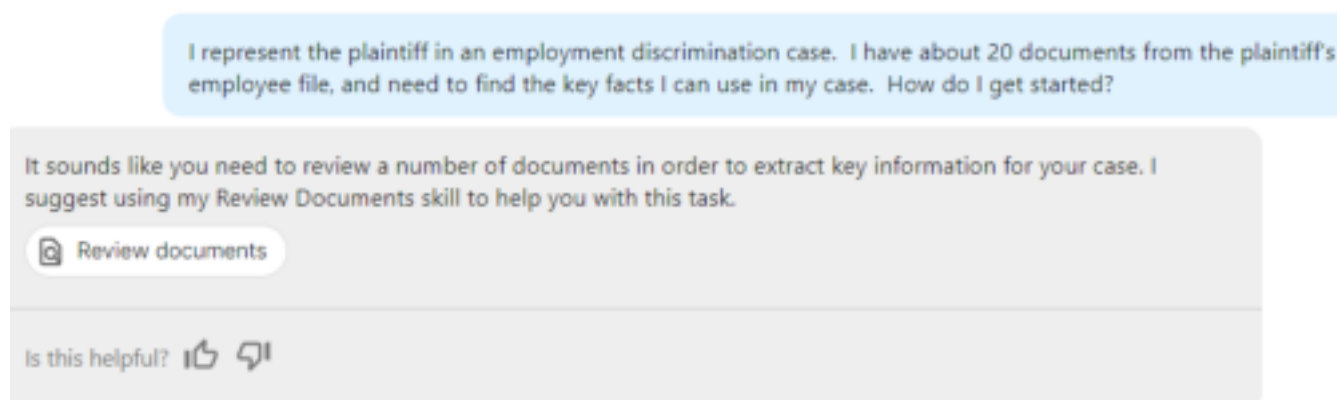 I represent the plaintiff in an employment discrimination case.  I have about 20 documents from the plaintiff's
employee file, and need to find the key facts I can use in my case.  How do I get started?
It sounds like you need to review a number of documents in order to extract key information for your case. I
suggest using my Review Documents skill to help you with this task.
Review documents
Is this helpful?